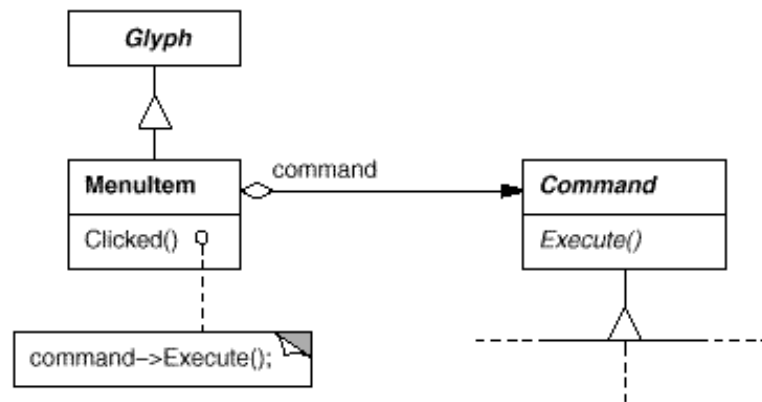 Glyph
MenuItem
Clicked()
command
Command
Execute()
command->Execute();